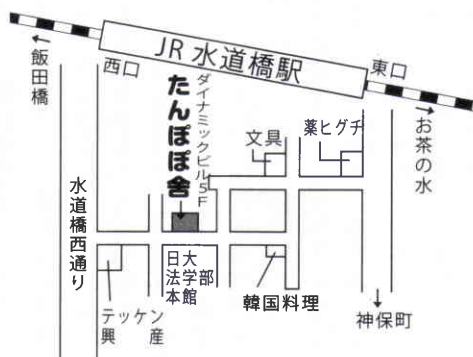 JR 水道橋駅
飯田橋
西口
東口
お茶の水
ダイナミックビル5F
たんぽぽ舎
文具
薬ヒグチ
水道橋西通り
日大
法学部
本館
韓国料理
テッケン
興産
神保町